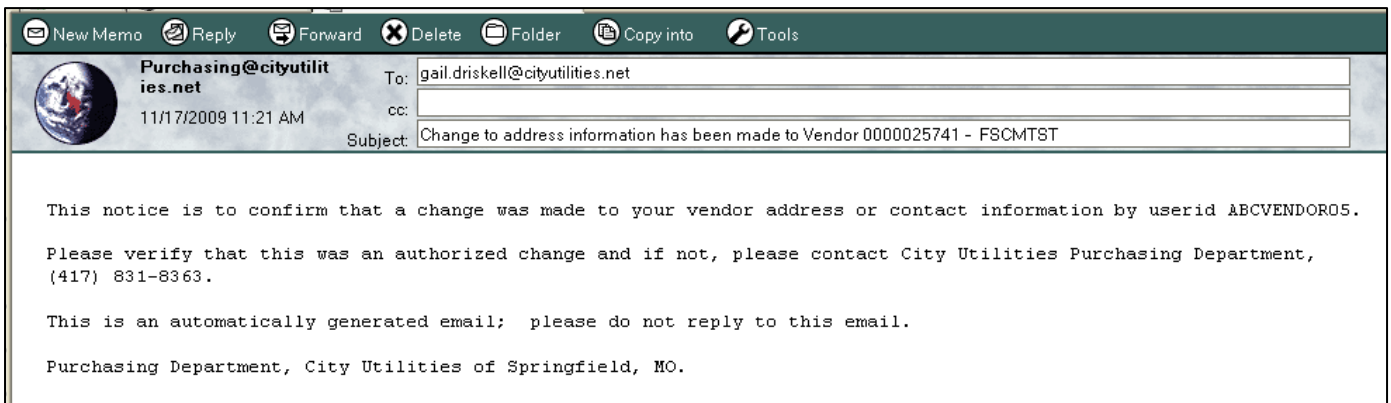 New Memo Reply Forward Delete Folder Copy into Tools
Purchasing@cityutilit
ies.net
11/17/2009 11:21 AM
To: gail.driskell@cityutilities.net
cc:
Subject: Change to address information has been made to Vendor 0000025741 - FSCMTST
This notice is to confirm that a change was made to your vendor address or contact information by userid ABCVENDOR05.
Please verify that this was an authorized change and if not, please contact City Utilities Purchasing Department,
(417) 831-8363.
This is an automatically generated email;  please do not reply to this email.
Purchasing Department, City Utilities of Springfield, MO.